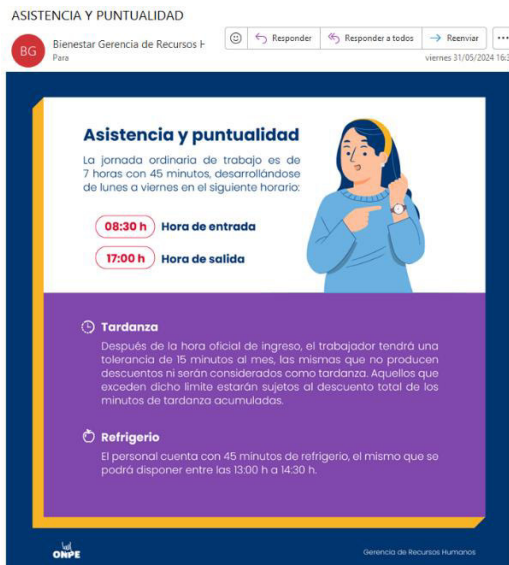 ASISTENCIA Y PUNTUALIDAD
BG
Bienestar Gerencia de Recursos H
Para
Responder
Responder a todos
Reenviar
viernes 31/05/2024 16:3
Asistencia y puntualidad
La jornada ordinaria de trabajo es de
7 horas con 45 minutos, desarrollándose
de lunes a viernes en el siguiente horario:
08:30 h Hora de entrada
17:00 h Hora de salida
Tardanza
Después de la hora oficial de ingreso, el trabajador tendrá una
tolerancia de 15 minutos al mes, las mismas que no producen
descuentos ni serán considerados como tardanza. Aquellos que
exceden dicho limite estarán sujetos al descuento total de los
minutos de tardanza acumuladas.
Refrigerio
El personal cuenta con 45 minutos de refrigerio, el mismo que se
podrá disponer entre las 13:00 h a 14:30 h.
ONPE
Gerencia de Recursos Humanos